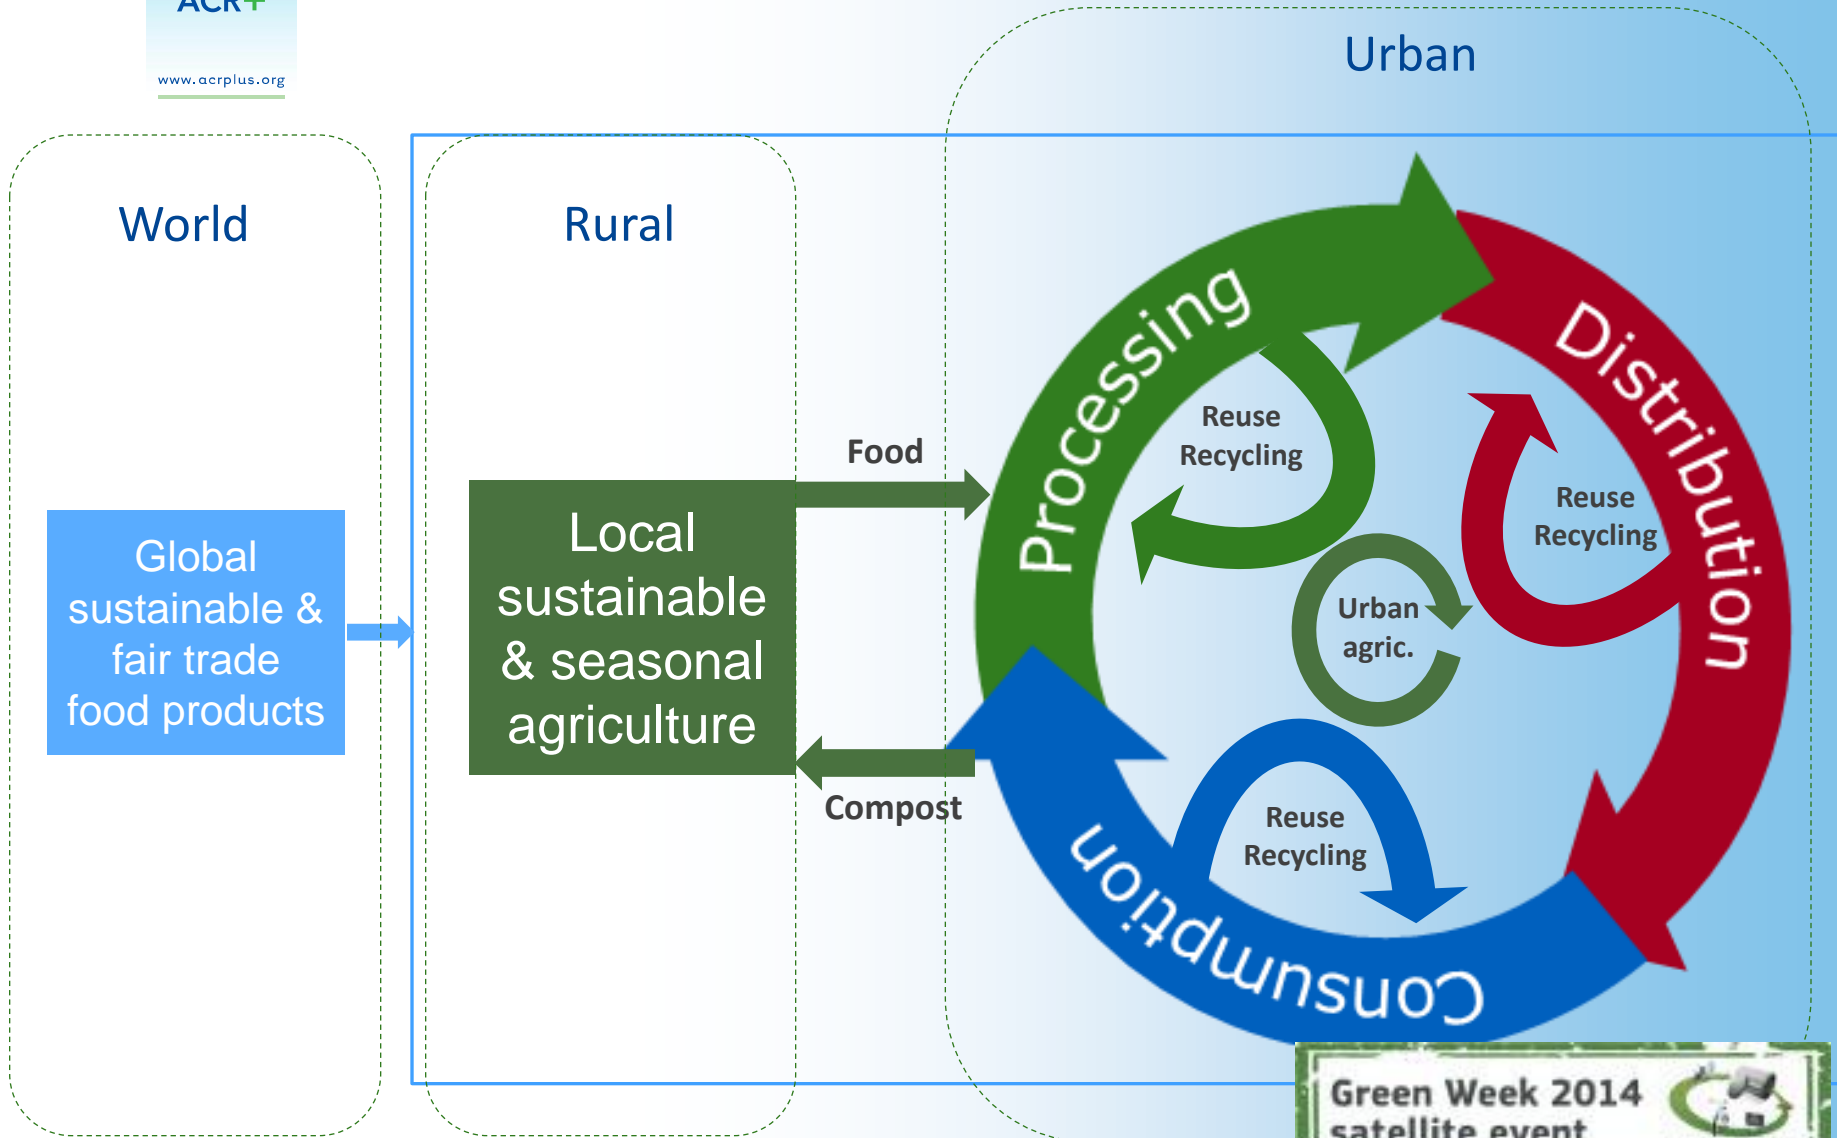 ACR+
www.acrplus.org
Urban
World
Rural
Processing
Distribution
Consumption
Reuse
Recycling
Reuse
Recycling
Food
Urban
agric.
Global
sustainable &
fair trade
food products
Local
sustainable
& seasonal
agriculture
Compost
Reuse
Recycling
Green Week 2014
satellite event